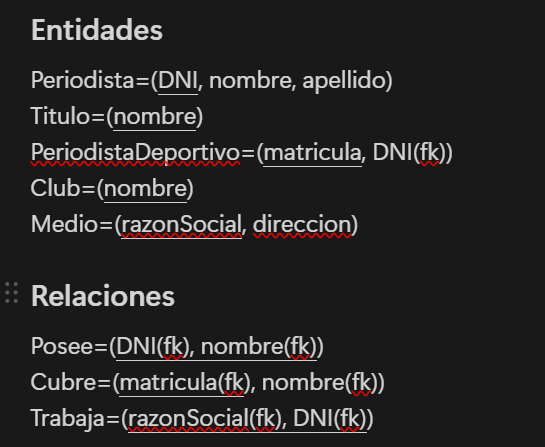 Entidades
Periodista=(DNI, nombre, apellido)
Titulo=(nombre)
PeriodistaDeportivo=(matricula, DNI(fk))
Club=(nombre)
Medio=(razonSocial, direccion)
Relaciones
Posee=(DNI(fk), nombre(fk))
Cubre=(matricula(fk), nombre(fk))
Trabaja=(razonSocial(fk), DNI(fk))